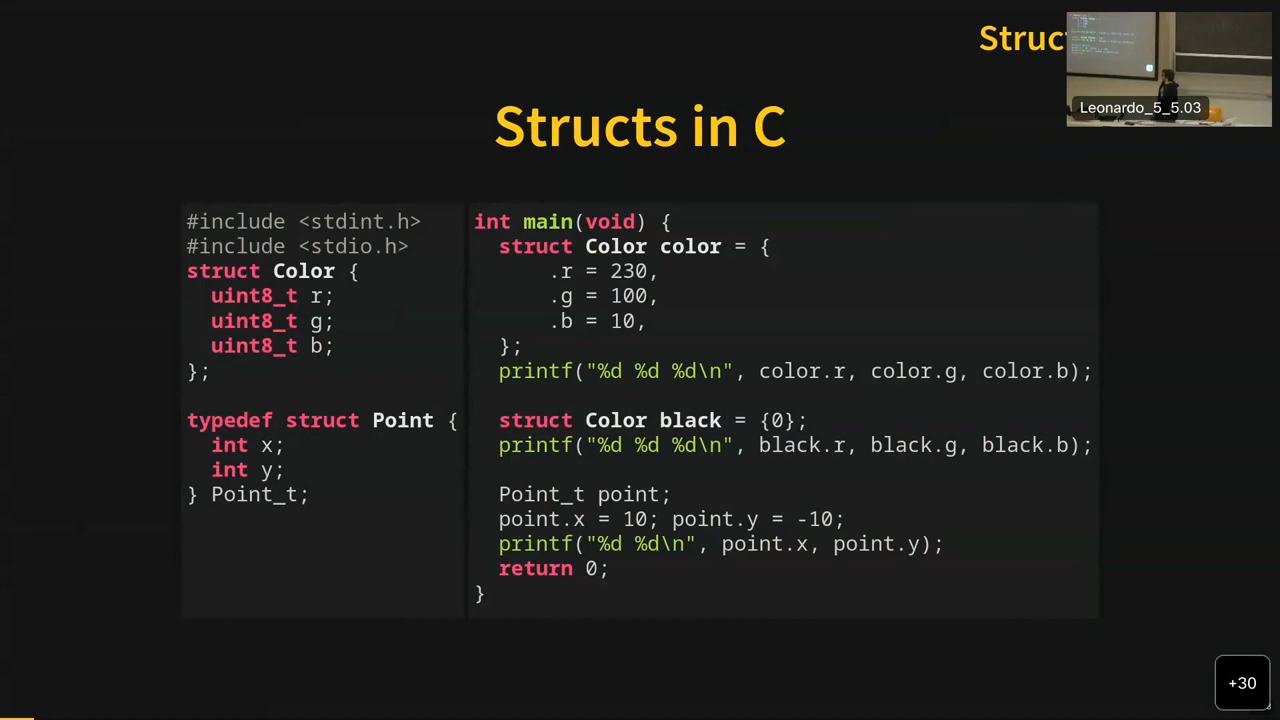 Struc
Leonardo_5_5.03
Structs in C
#include <stdint.h>
#include <stdio.h>
struct Color {
  uint8_t r;
  uint8_t g;
  uint8_t b;
};

typedef struct Point {
  int x;
  int y;
} Point_t;
int main(void) {
  struct Color color = {
      .r = 230,
      .g = 100,
      .b = 10,
  };
  printf("%d %d %d\n", color.r, color.g, color.b);

  struct Color black = {0};
  printf("%d %d %d\n", black.r, black.g, black.b);

  Point_t point;
  point.x = 10; point.y = -10;
  printf("%d %d\n", point.x, point.y);
  return 0;
}
+30